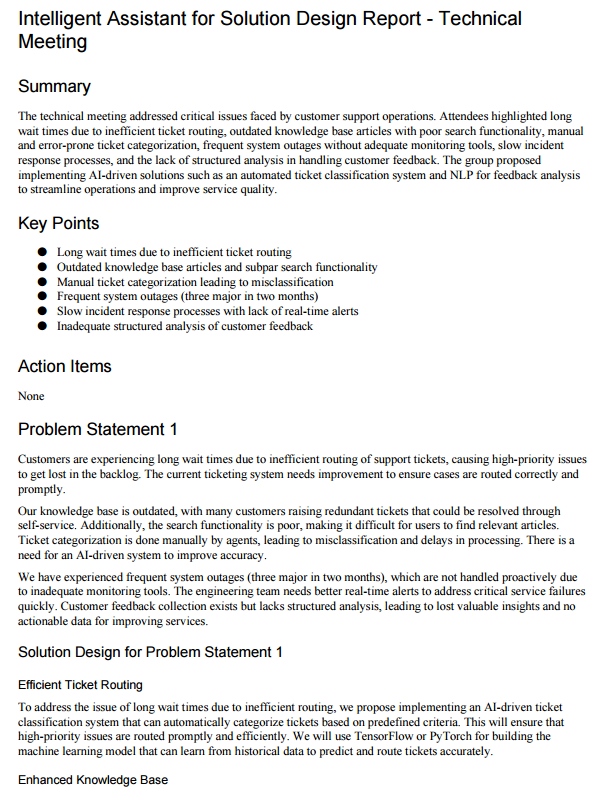 Intelligent Assistant for Solution Design Report - Technical
Meeting
Summary
The technical meeting addressed critical issues faced by customer support operations. Attendees highlighted long
wait times due to inefficient ticket routing, outdated knowledge base articles with poor search functionality, manual
and error-prone ticket categorization, frequent system outages without adequate monitoring tools, slow incident
response processes, and the lack of structured analysis in handling customer feedback. The group proposed
implementing AI-driven solutions such as an automated ticket classification system and NLP for feedback analysis
to streamline operations and improve service quality.
Key Points
● Long wait times due to inefficient ticket routing
● Outdated knowledge base articles and subpar search functionality
● Manual ticket categorization leading to misclassification
● Frequent system outages (three major in two months)
● Slow incident response processes with lack of real-time alerts
● Inadequate structured analysis of customer feedback
Action Items
None
Problem Statement 1
Customers are experiencing long wait times due to inefficient routing of support tickets, causing high-priority issues
to get lost in the backlog. The current ticketing system needs improvement to ensure cases are routed correctly and
promptly.
Our knowledge base is outdated, with many customers raising redundant tickets that could be resolved through
self-service. Additionally, the search functionality is poor, making it difficult for users to find relevant articles.
Ticket categorization is done manually by agents, leading to misclassification and delays in processing. There is a
need for an AI-driven system to improve accuracy.
We have experienced frequent system outages (three major in two months), which are not handled proactively due
to inadequate monitoring tools. The engineering team needs better real-time alerts to address critical service failures
quickly. Customer feedback collection exists but lacks structured analysis, leading to lost valuable insights and no
actionable data for improving services.
Solution Design for Problem Statement 1
Efficient Ticket Routing
To address the issue of long wait times due to inefficient routing, we propose implementing an AI-driven ticket
classification system that can automatically categorize tickets based on predefined criteria. This will ensure that
high-priority issues are routed promptly and efficiently. We will use TensorFlow or PyTorch for building the
machine learning model that can learn from historical data to predict and route tickets accurately.
Enhanced Knowledge Base